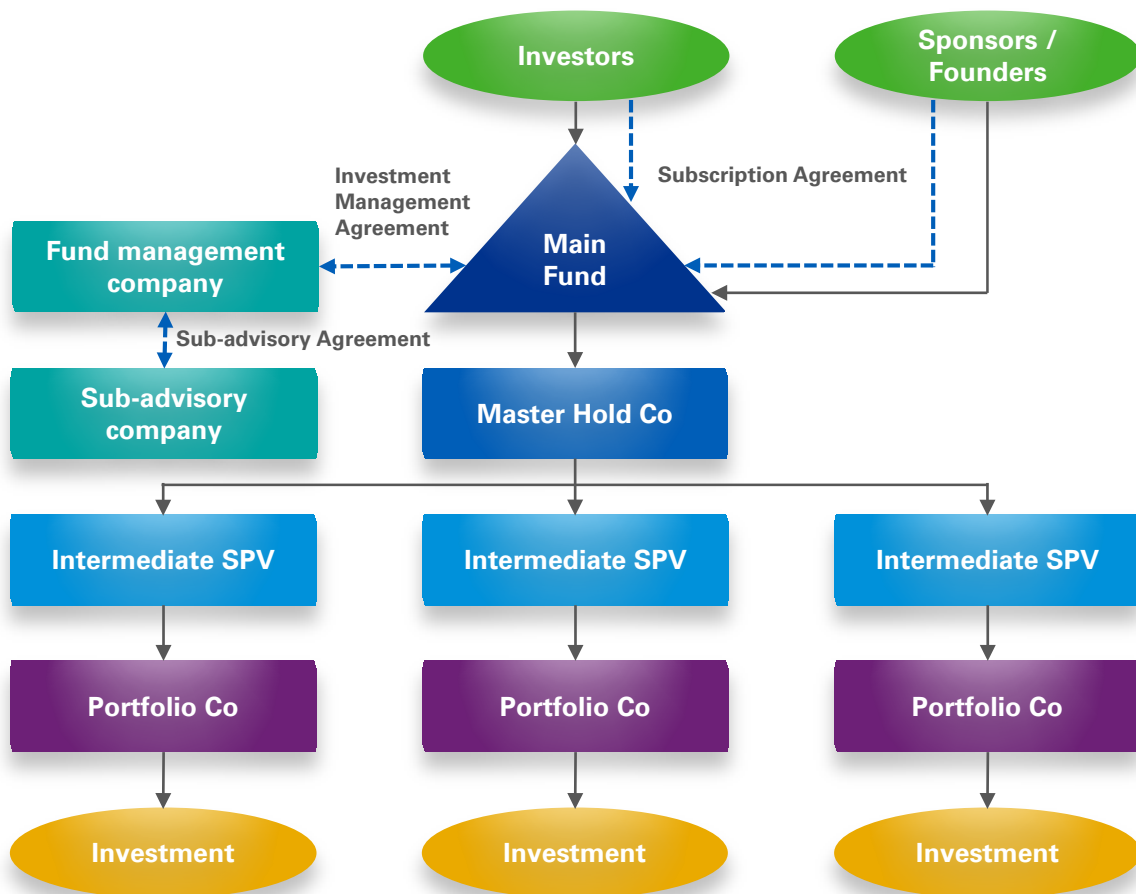 Investors
Sponsors /
Founders
Investment
Management
Agreement
Subscription Agreement
Fund management
company
Main
Fund
Sub-advisory Agreement
Sub-advisory
company
Master Hold Co
Intermediate SPV
Intermediate SPV
Intermediate SPV
Portfolio Co
Portfolio Co
Portfolio Co
Investment
Investment
Investment